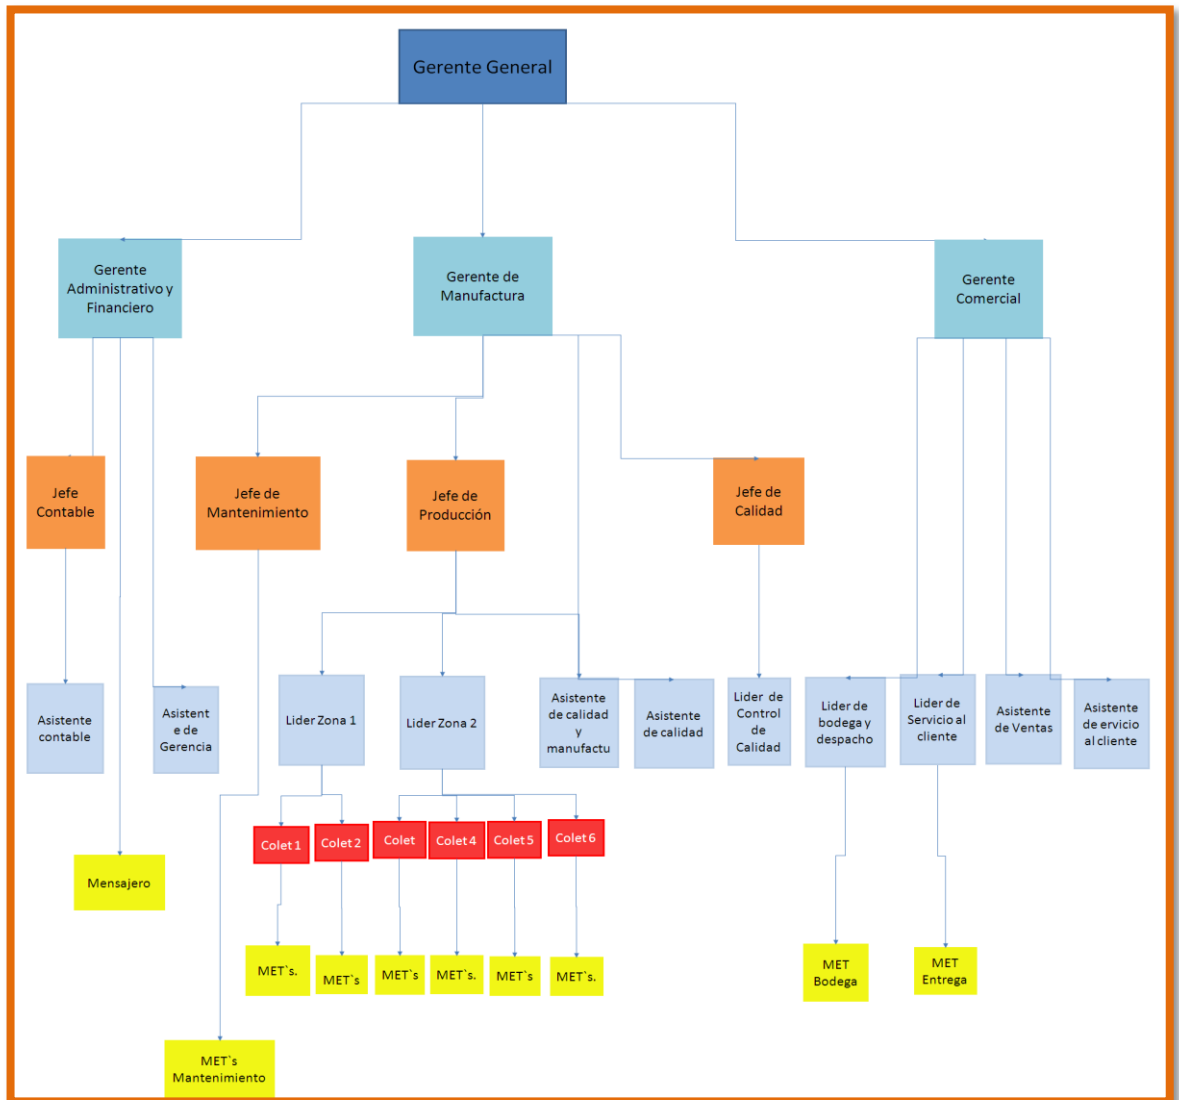 Gerente General
Gerente
Administrativo y
Financiero
Gerente de
Manufactura
Gerente
Comercial
Jefe
Contable
Jefe de
Mantenimiento
Jefe de
Producción
Jefe de
Calidad
Asistente
contable
Asistent
e de
Gerencia
Lider Zona 1
Lider Zona 2
Asistente
de calidad
y
manufactu
Asistente
de calidad
Lider de
Control
de
Calidad
Lider de
bodega y
despacho
Lider de
Servicio al
cliente
Asistente
de Ventas
Asistente
de ervicio
al cliente
Colet 1
Colet 2
Colet
Colet 4
Colet 5
Colet 6
Mensajero
MET`s.
MET`s
MET`s
MET`s.
MET`s
MET`s.
MET
Bodega
MET
Entrega
MET`s
Mantenimiento